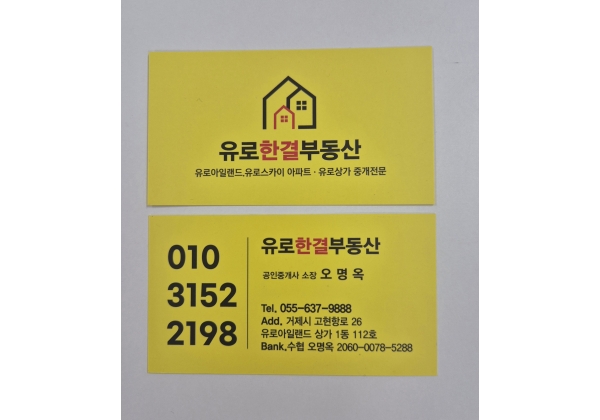 유로한결부동산
유로아일랜드.유로스카이 아파트 · 유로상가 중개전문
010
3152
2198
유로한결부동산
공인중개사 소장 오 명 옥
Tel. 055-637-9888
Add. 거제시 고현항로 26
유로아일랜드 상가 1동 112호
Bank.수협 오명옥 2060-0078-5288